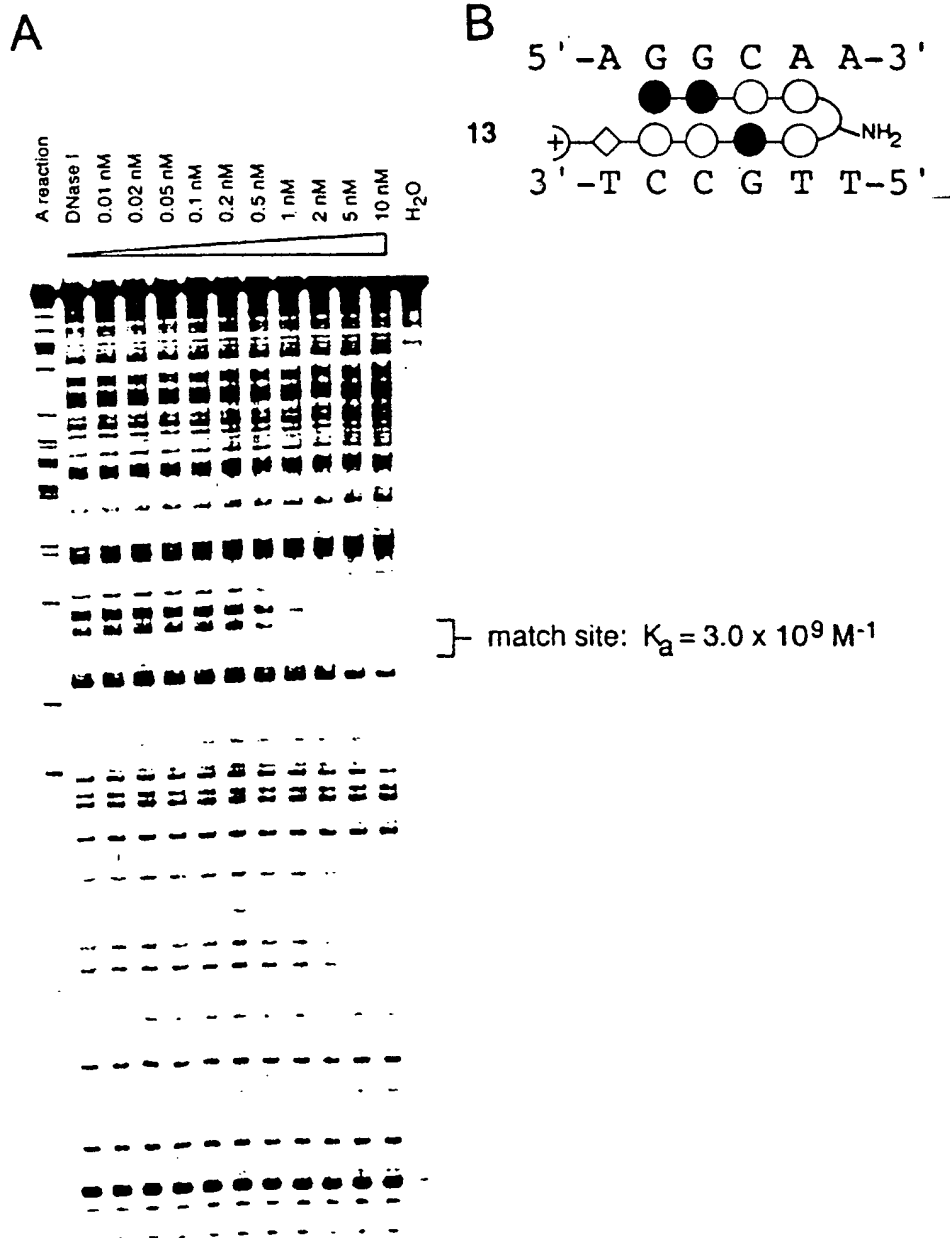 A
B
5'-A G G C A A-3'
13
+
NH2
3'-T C C G T T-5'
A reaction
DNase I
0.01 nM
0.02 nM
0.05 nM
0.1 nM
0.2 nM
0.5 nM
1 nM
2 nM
5 nM
10 nM
H2O
match site: Ka = 3.0 x 10⁹ M⁻¹